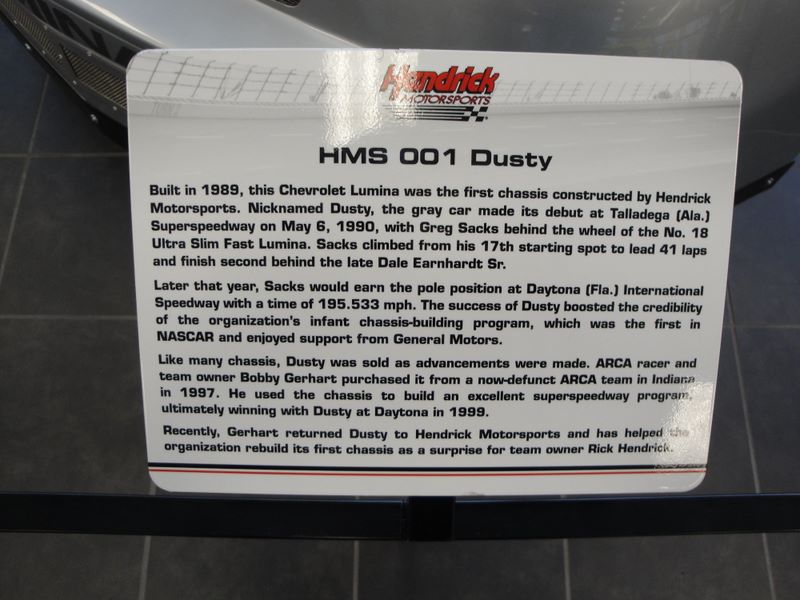 Hendrick
MOTORSPORTS
HMS 001 Dusty
Built in 1989, this Chevrolet Lumina was the first chassis constructed by Hendrick
Motorsports. Nicknamed Dusty, the gray car made its debut at Talladega (Ala.)
Superspeedway on May 6, 1990, with Greg Sacks behind the wheel of the No. 18
Ultra Slim Fast Lumina. Sacks climbed from his 17th starting spot to lead 41 laps
and finish second behind the late Dale Earnhardt Sr.
Later that year, Sacks would earn the pole position at Daytona (Fla.) International
Speedway with a time of 195.533 mph. The success of Dusty boosted the credibility
of the organization's infant chassis-building program, which was the first in
NASCAR and enjoyed support from General Motors.
Like many chassis, Dusty was sold as advancements were made. ARCA racer and
team owner Bobby Gerhart purchased it from a now-defunct ARCA team in Indiana
in 1997. He used the chassis to build an excellent superspeedway program,
ultimately winning with Dusty at Daytona in 1999.
Recently, Gerhart returned Dusty to Hendrick Motorsports and has helped the
organization rebuild its first chassis as a surprise for team owner Rick Hendrick.